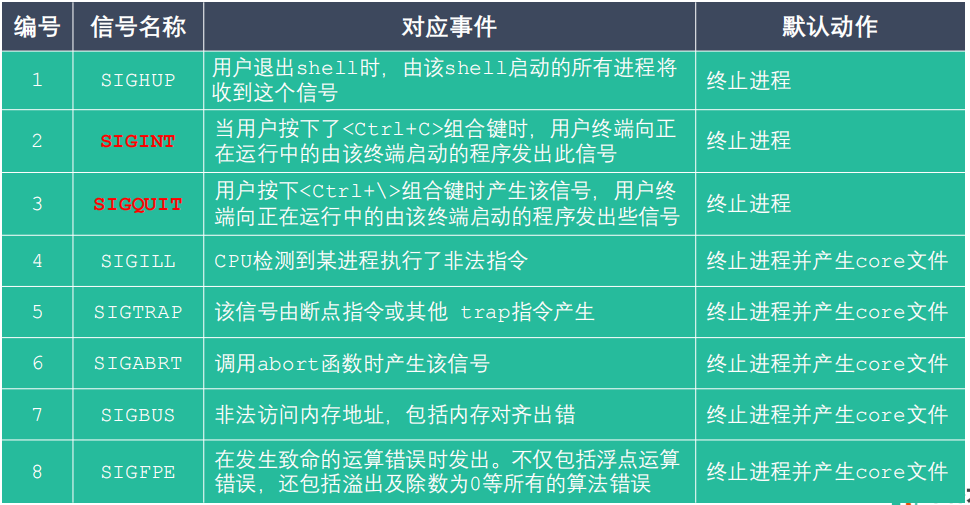 编号 信号名称 对应事件 默认动作
1 SIGHUP 用户退出shell时，由该shell启动的所有进程将
收到这个信号 终止进程
2 SIGINT 当用户按下了<Ctrl+C>组合键时，用户终端向正
在运行中的由该终端启动的程序发出此信号 终止进程
3 SIGQUIT 用户按下<Ctrl+\>组合键时产生该信号，用户终
端向正在运行中的由该终端启动的程序发出些信号 终止进程
4 SIGILL CPU检测到某进程执行了非法指令 终止进程并产生core文件
5 SIGTRAP 该信号由断点指令或其他 trap指令产生 终止进程并产生core文件
6 SIGABRT 调用abort函数时产生该信号 终止进程并产生core文件
7 SIGBUS 非法访问内存地址，包括内存对齐出错 终止进程并产生core文件
8 SIGFPE 在发生致命的运算错误时发出。不仅包括浮点运算
错误，还包括溢出及除数为0等所有的算法错误 终止进程并产生core文件